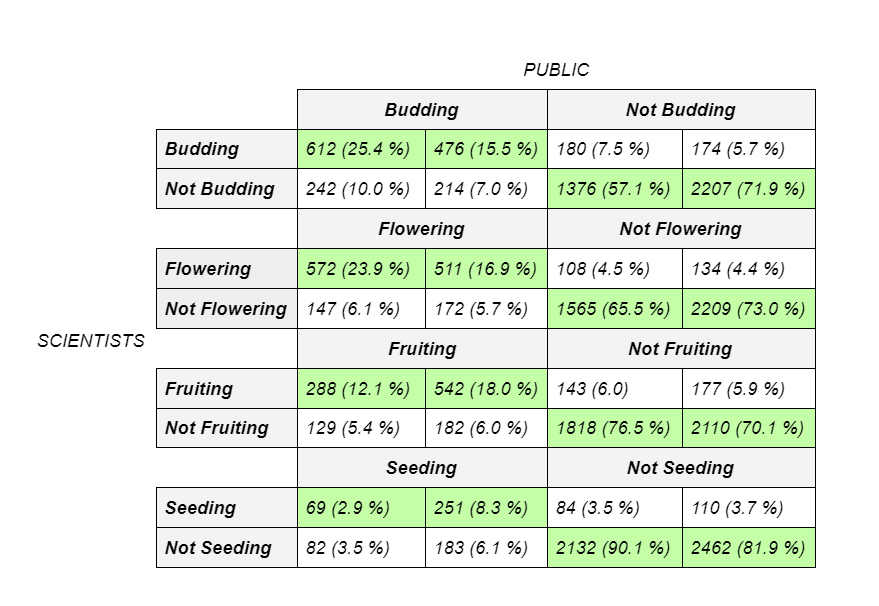 PUBLIC
Budding Not Budding
Budding 612 (25.4 %) 476 (15.5 %) 180 (7.5 %) 174 (5.7 %)
Not Budding 242 (10.0 %) 214 (7.0 %) 1376 (57.1 %) 2207 (71.9 %)
Flowering Not Flowering
Flowering 572 (23.9 %) 511 (16.9 %) 108 (4.5 %) 134 (4.4 %)
Not Flowering 147 (6.1 %) 172 (5.7 %) 1565 (65.5 %) 2209 (73.0 %)
SCIENTISTS
Fruiting Not Fruiting
Fruiting 288 (12.1 %) 542 (18.0 %) 143 (6.0) 177 (5.9 %)
Not Fruiting 129 (5.4 %) 182 (6.0 %) 1818 (76.5 %) 2110 (70.1 %)
Seeding Not Seeding
Seeding 69 (2.9 %) 251 (8.3 %) 84 (3.5 %) 110 (3.7 %)
Not Seeding 82 (3.5 %) 183 (6.1 %) 2132 (90.1 %) 2462 (81.9 %)